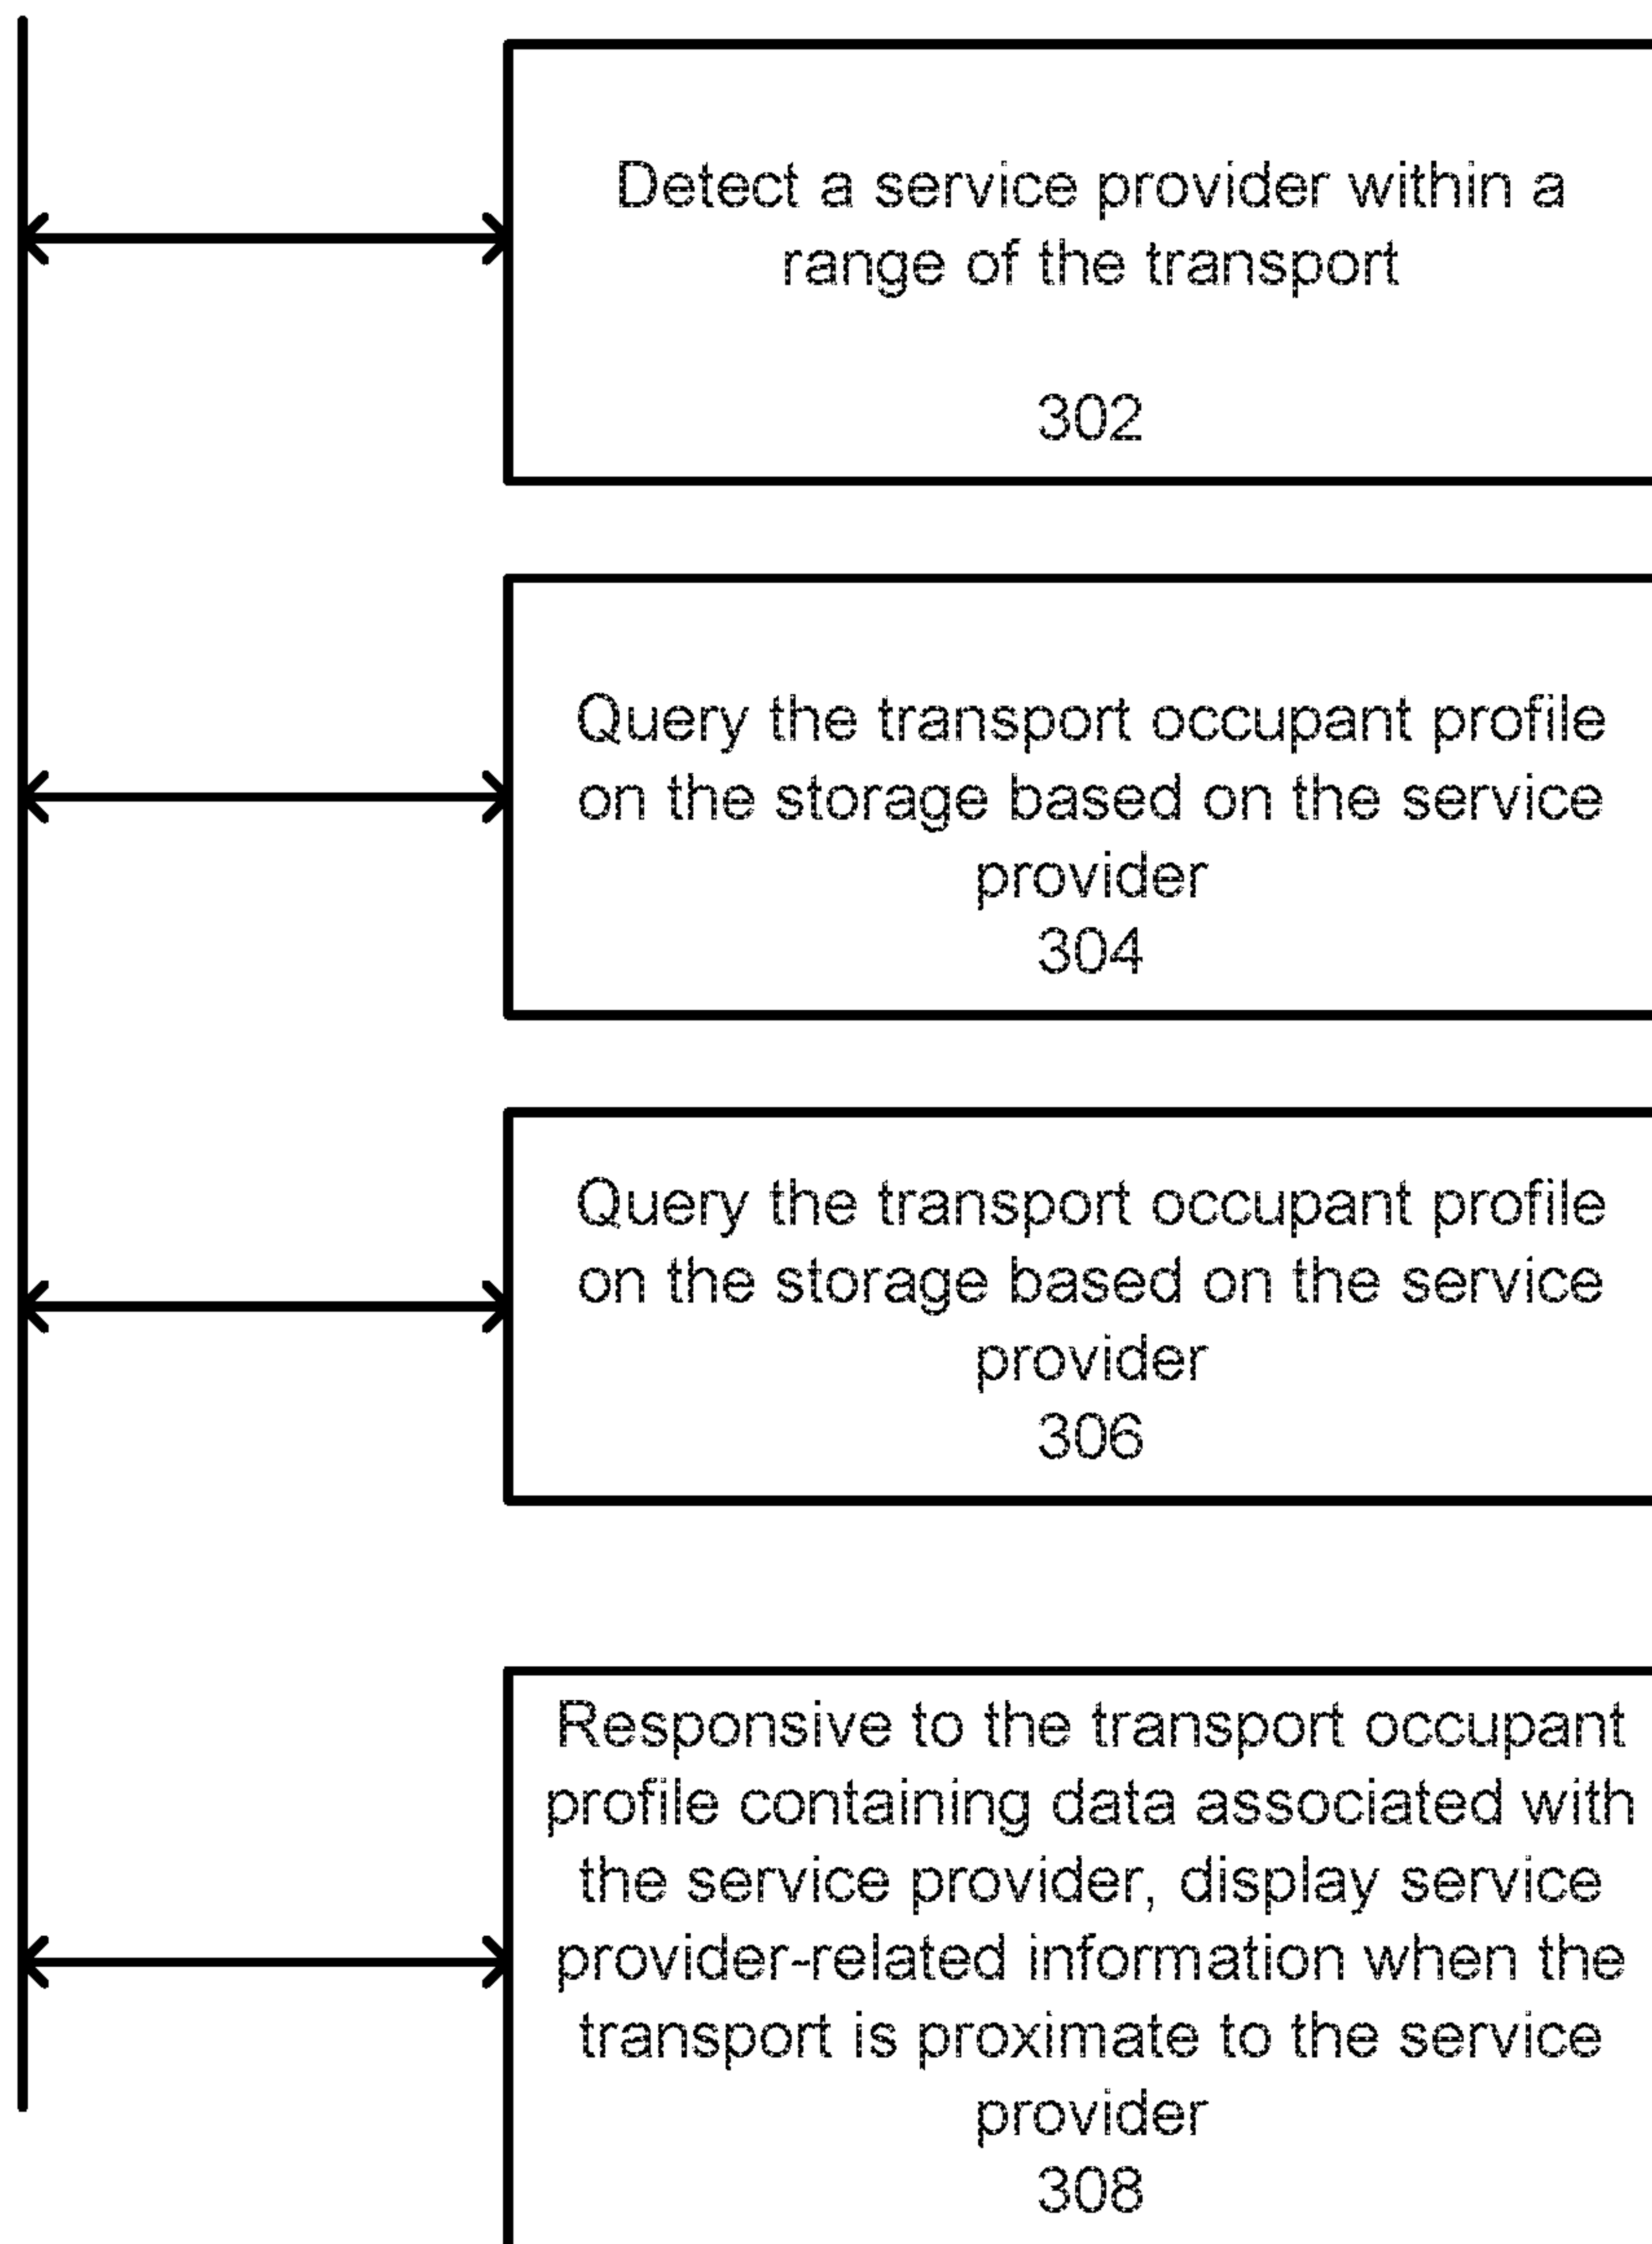 Detect a service provider within a
range of the transport
302
Query the transport occupant profile
on the storage based on the service
provider
304
Query the transport occupant profile
on the storage based on the service
provider
306
Responsive to the transport occupant
profile containing data associated with
the service provider, display service
provider-related information when the
transport is proximate to the service
provider
308